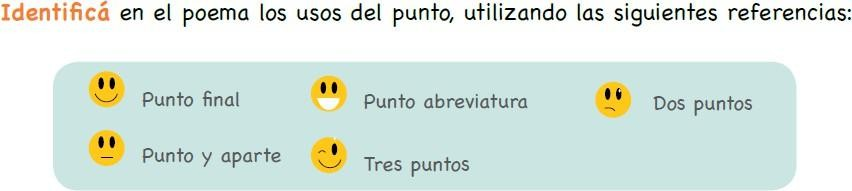 Identificá en el poema los usos del punto, utilizando las siguientes referencias:
Punto final
Punto abreviatura
Dos puntos
Punto y aparte
Tres puntos